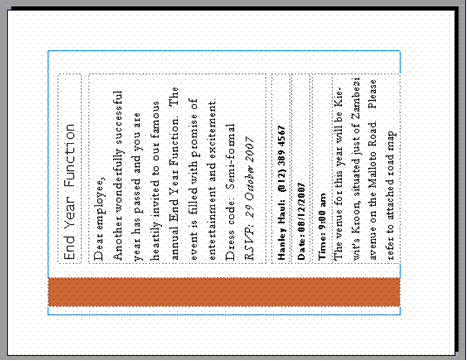 End Year Function
Dear employee,
Another wonderfully successful
year has passed and you are
heartily invited to our famous
annual End Year Function. The
event is filled with promise of
entertainment and excitement.
Dress code: Semi-formal
RSVP: 29 October 2007
Hanley Haul: (012) 389 4567
Date: 08/12/2007
Time: 9:00 am
The venue for this year will be Kie-
wit's Kroon, situated just of Zambezi
avenue on the Malloto Road. Please
refer to attached road map